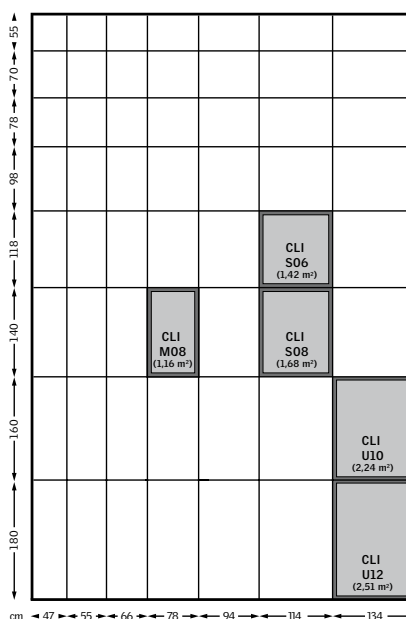 55
70
78
98
118
CLI
S06
(1,42 m²)
140
CLI
M08
(1,16 m²)
CLI
S08
(1,68 m²)
160
CLI
U10
(2,24 m²)
180
CLI
U12
(2,51 m²)
cm 47 55 66 78 94 114 134